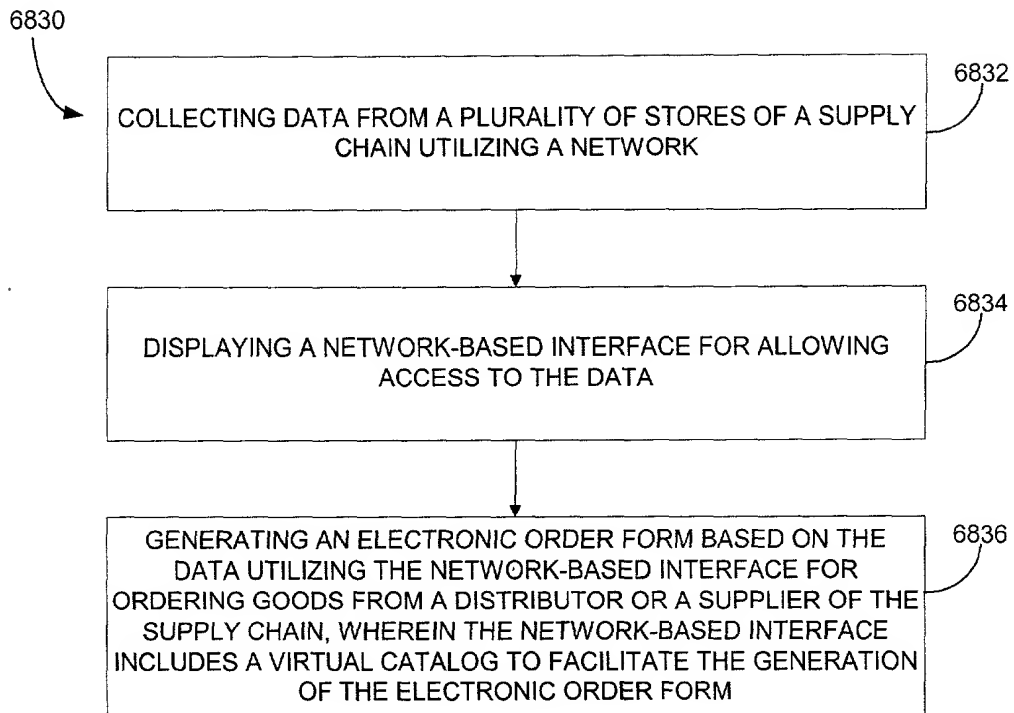 6830
6832
COLLECTING DATA FROM A PLURALITY OF STORES OF A SUPPLY
CHAIN UTILIZING A NETWORK
6834
DISPLAYING A NETWORK-BASED INTERFACE FOR ALLOWING
ACCESS TO THE DATA
6836
GENERATING AN ELECTRONIC ORDER FORM BASED ON THE
DATA UTILIZING THE NETWORK-BASED INTERFACE FOR
ORDERING GOODS FROM A DISTRIBUTOR OR A SUPPLIER OF THE
SUPPLY CHAIN, WHEREIN THE NETWORK-BASED INTERFACE
INCLUDES A VIRTUAL CATALOG TO FACILITATE THE GENERATION
OF THE ELECTRONIC ORDER FORM